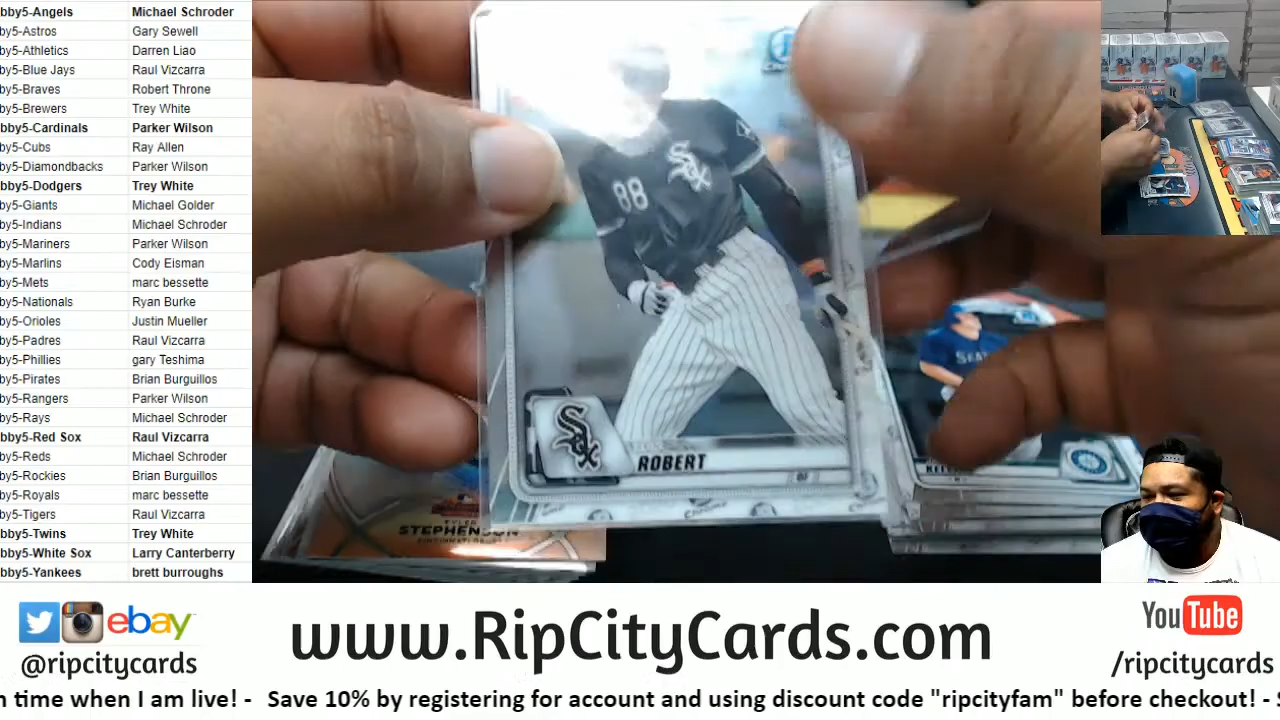 bby5-Angels Michael Schroder
by5-Astros Gary Sewell
by5-Athletics Darren Liao
by5-Blue Jays Raul Vizcarra
by5-Braves Robert Throne
by5-Brewers Trey White
bby5-Cardinals Parker Wilson
by5-Cubs Ray Allen
by5-Diamondbacks Parker Wilson
bby5-Dodgers Trey White
by5-Giants Michael Golder
by5-Indians Michael Schroder
by5-Mariners Parker Wilson
by5-Marlins Cody Eisman
by5-Mets marc bessette
by5-Nationals Ryan Burke
by5-Orioles Justin Mueller
by5-Padres Raul Vizcarra
by5-Phillies gary Teshima
by5-Pirates Brian Burguillos
by5-Rangers Parker Wilson
by5-Rays Michael Schroder
bby5-Red Sox Raul Vizcarra
by5-Reds Michael Schroder
by5-Rockies Brian Burguillos
by5-Royals marc bessette
by5-Tigers Raul Vizcarra
bby5-Twins Trey White
bby5-White Sox Larry Canterberry
bby5-Yankees brett burroughs
Sox
88
Sox
ROBERT
SEA
STEPHENSON
ebay
@ripcitycards
www.RipCityCards.com
YouTube
/ripcitycards
n time when I am live! - Save 10% by registering for account and using discount code "ripcityfam" before checkout! - S